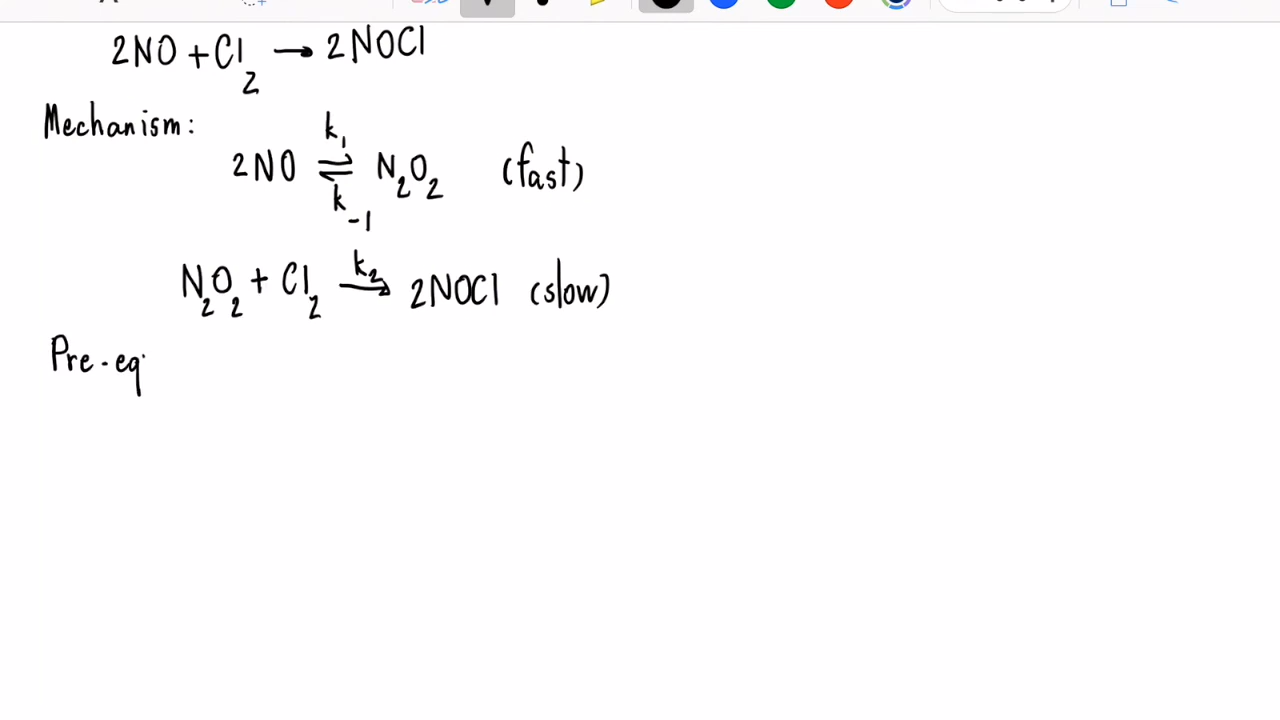 2NO + Cl₂ → 2NOCl
Mechanism:
k₁
2NO ⇌ N₂O₂ (fast)
k₋₁
k₂
N₂O₂ + Cl₂ → 2NOCl (slow)
Pre-eq